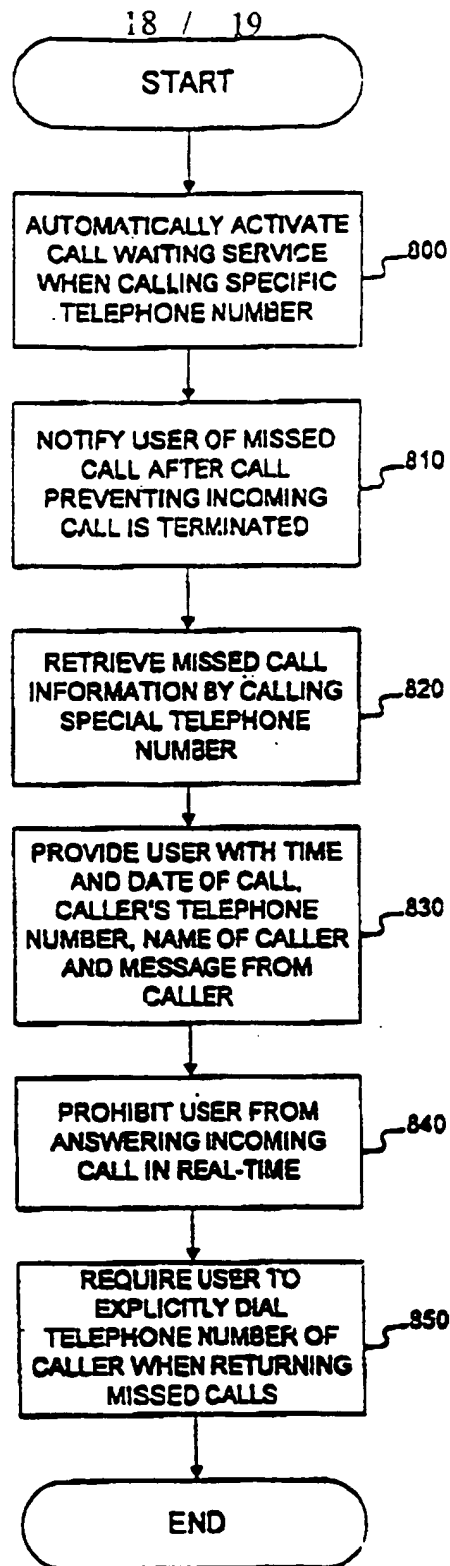 18 / 19
START
AUTOMATICALLY ACTIVATE
CALL WAITING SERVICE
WHEN CALLING SPECIFIC
TELEPHONE NUMBER
800
NOTIFY USER OF MISSED
CALL AFTER CALL
PREVENTING INCOMING
CALL IS TERMINATED
810
RETRIEVE MISSED CALL
INFORMATION BY CALLING
SPECIAL TELEPHONE
NUMBER
820
PROVIDE USER WITH TIME
AND DATE OF CALL,
CALLER'S TELEPHONE
NUMBER, NAME OF CALLER
AND MESSAGE FROM
CALLER
830
PROHIBIT USER FROM
ANSWERING INCOMING
CALL IN REAL-TIME
840
REQUIRE USER TO
EXPLICITLY DIAL
TELEPHONE NUMBER OF
CALLER WHEN RETURNING
MISSED CALLS
850
END